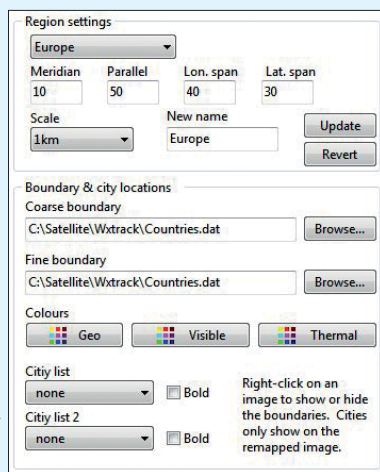 Region settings
Europe
Meridian Parallel Lon. span Lat. span
10 50 40 30
Scale New name
1km Europe Update
Revert
Boundary & city locations
Coarse boundary
C:\Satellite\Wxtrack\Countries.dat Browse...
Fine boundary
C:\Satellite\Wxtrack\Countries.dat Browse...
Colours
Geo Visible Thermal
Citiy list
none Bold
Citiy list 2
none Bold
Right-click on an
image to show or hide
the boundaries. Cities
only show on the
remapped image.